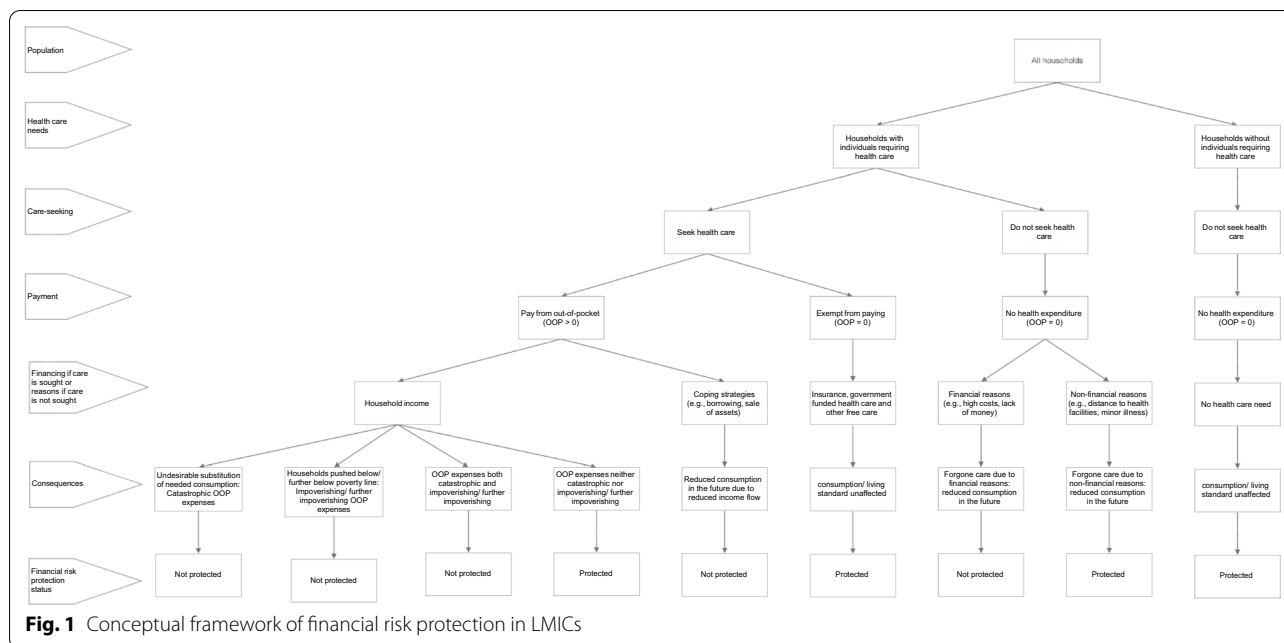 Population
All households
Health care
needs
Households with
individuals requiring
health care
Households without
individuals requiring
health care
Care-seeking
Seek health care
Do not seek health
care
Do not seek health
care
Payment
Pay from out-of-pocket
(OOP > 0)
Exempt from paying
(OOP = 0)
No health expenditure
(OOP = 0)
No health expenditure
(OOP = 0)
Financing if care
is sought or
reasons if care
is not sought
Household income
Coping strategies
(e.g., borrowing, sale
of assets)
Insurance, government
funded health care and
other free care
Financial reasons
(e.g., high costs, lack
of money)
Non-financial reasons
(e.g., distance to health
facilities, minor illness)
No health care need
Consequences
Undesirable substitution
of needed consumption:
Catastrophic OOP
expenses
Households pushed below/
further below poverty line:
Impoverishing/ further
impoverishing OOP
expenses
OOP expenses both
catastrophic and
impoverishing/ further
impoverishing
OOP expenses neither
catastrophic nor
impoverishing/ further
impoverishing
Reduced consumption
in the future due to
reduced income flow
consumption/ living
standard unaffected
Forgone care due to
financial reasons:
reduced consumption
in the future
Forgone care due to
non-financial reasons:
reduced consumption
in the future
consumption/ living
standard unaffected
Financial risk
protection
status
Not protected
Not protected
Not protected
Protected
Not protected
Protected
Not protected
Protected
Protected
Fig. 1 Conceptual framework of financial risk protection in LMICs